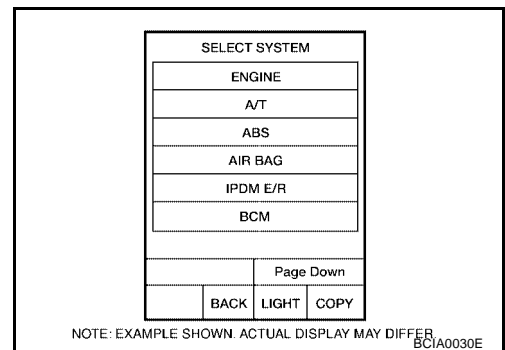 SELECT SYSTEM
ENGINE
A/T
ABS
AIR BAG
IPDM E/R
BCM
Page Down
BACK LIGHT COPY
NOTE: EXAMPLE SHOWN. ACTUAL DISPLAY MAY DIFFER
BCIA0030E